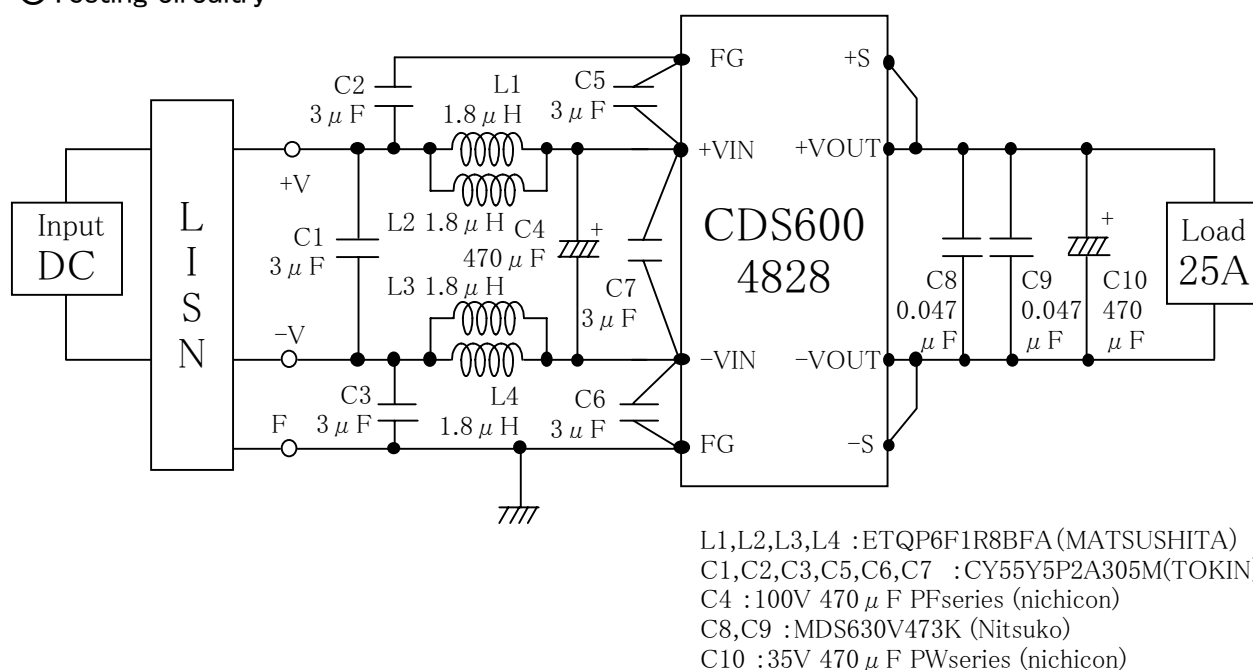 Testing circuitry
FG
+S
C2
3μF
L1
1.8μH
C5
3μF
+VIN
+VOUT
+V
L2 1.8μH
Input
DC
L
I
S
N
C1
3μF
C4
470μF
+
C7
3μF
CDS600
4828
C8
0.047
μF
C9
0.047
μF
+
C10
470
μF
Load
25A
L3 1.8μH
-V
-VIN
-VOUT
C3
3μF
L4
1.8μH
C6
3μF
F
FG
-S
L1,L2,L3,L4 :ETQP6F1R8BFA(MATSUSHITA)
C1,C2,C3,C5,C6,C7 :CY55Y5P2A305M(TOKIN)
C4 :100V 470μF PFseries (nichicon)
C8,C9 :MDS630V473K (Nitsuko)
C10 :35V 470μF PWseries (nichicon)